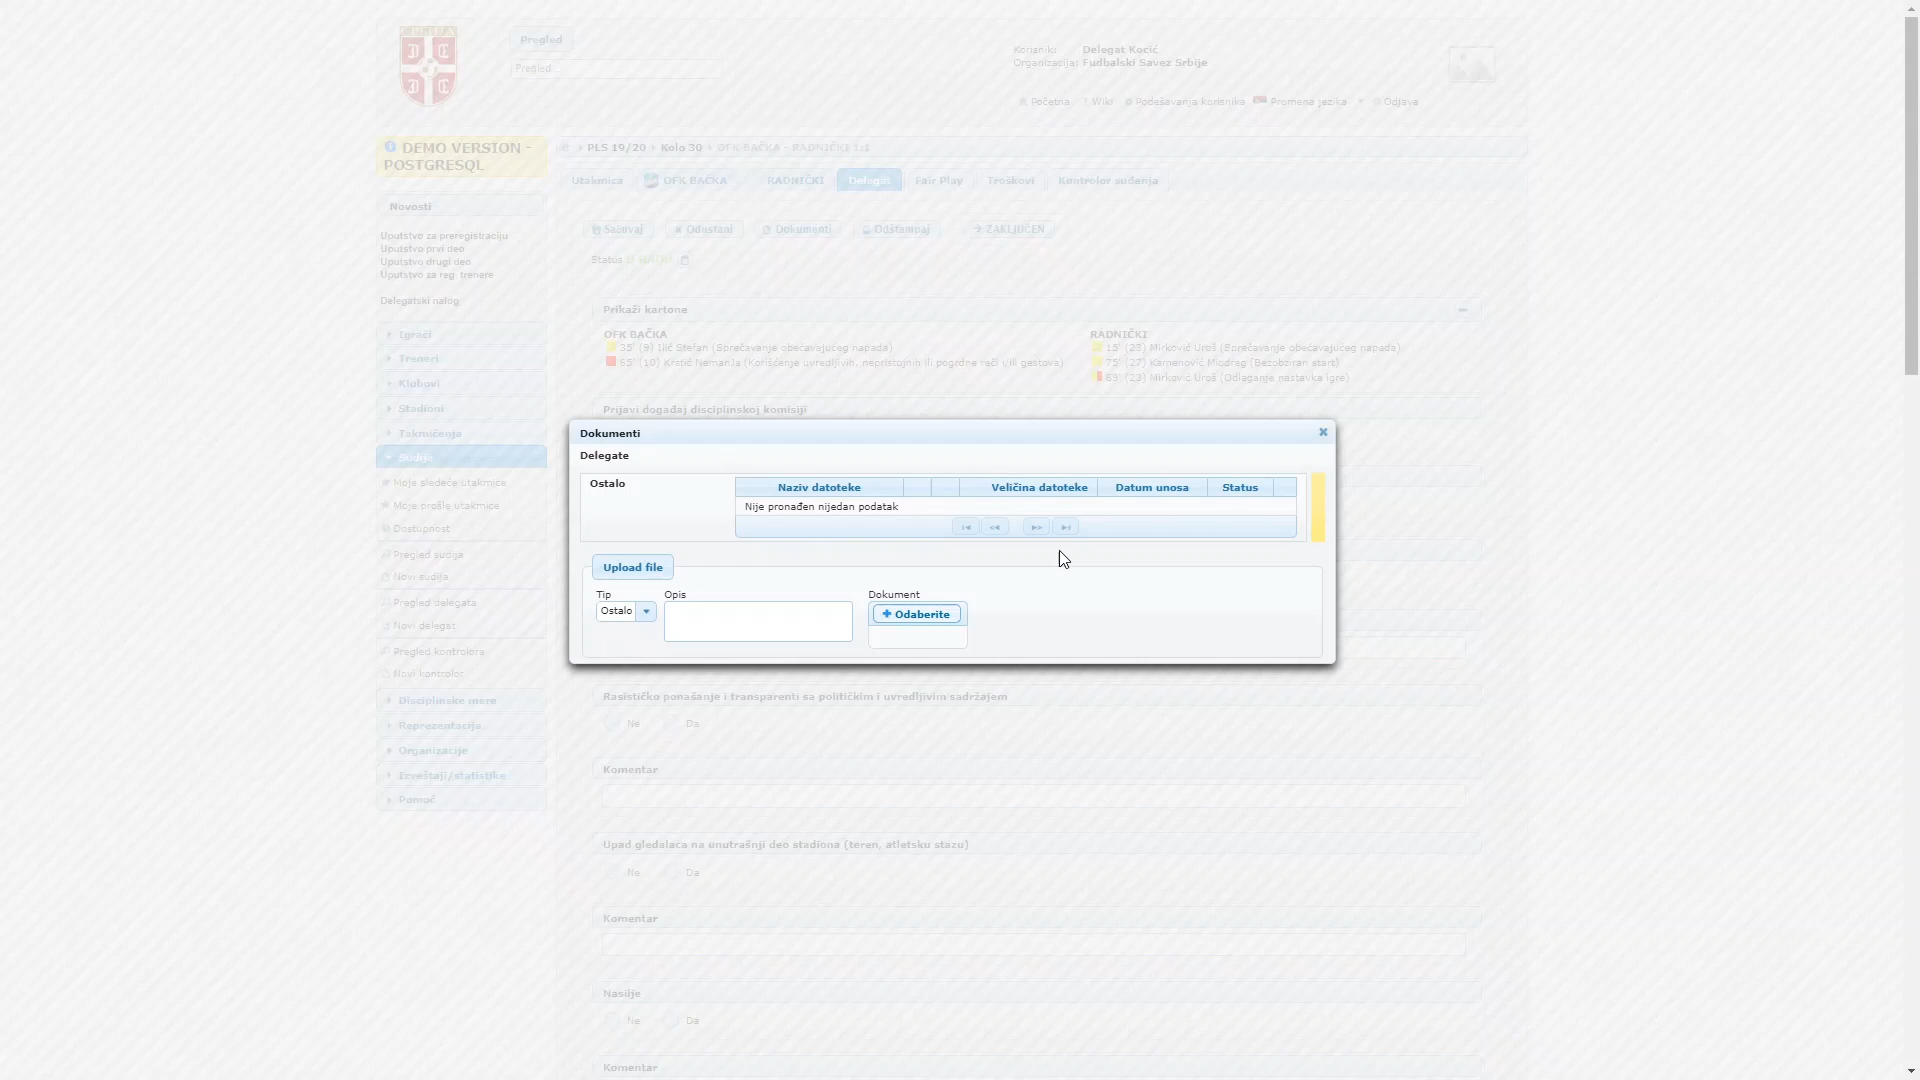 Pregled
Pregled...
Korisnik: Delegat Kocić
Organizacija: Fudbalski Savez Srbije
Početna Wiki Podešavanja korisnika Promena jezika Odjava
DEMO VERSION -
POSTGRESQL
PLS 19/20 Kolo 30 OFK BAČKA - RADNIČKI 1:1
Utakmica OFK BAČKA RADNIČKI Delegat Fair Play Troškovi Kontrolor suđenja
Novosti
Uputstvo za preregistraciju
Uputstvo prvi deo
Uputstvo drugi deo
Uputstvo za reg. trenere
Delegatski nalog
Sačuvaj Odustani Dokumenti Odštampaj ZAKLJUČEN
Status U RADU
Prikaži kartone
OFK BAČKA
35' (9) Ilić Stefan (Sprečavanje obećavajućeg napada)
65' (10) Krstić Nemanja (Korišćenje uvredljivih, nepristojnih ili pogrdne reči i/ili gestova)
RADNIČKI
15' (23) Mirković Uroš (Sprečavanje obećavajućeg napada)
75' (27) Kamenović Miodreg (Bezobziran start)
89' (23) Mirković Uroš (Odlaganje nastavka igre)
Prijavi događaj disciplinskoj komisiji
Igrači
Treneri
Klubovi
Stadioni
Takmičenja
Sudije
Moje sledeće utakmice
Moje prošle utakmice
Dostupnost
Pregled sudija
Novi sudija
Pregled delegata
Novi delegat
Pregled kontrolora
Novi kontrolor
Disciplinske mere
Reprezentacija
Organizacije
Izveštaji/statistike
Pomoć
Dokumenti
Delegate
Ostalo
Naziv datoteke Veličina datoteke Datum unosa Status
Nije pronađen nijedan podatak
Upload file
Tip Opis Dokument
Ostalo
Odaberite
Rasističko ponašanje i transparenti sa političkim i uvredljivim sadržajem
Ne Da
Komentar
Upad gledalaca na unutrašnji deo stadiona (teren, atletsku stazu)
Ne Da
Komentar
Nasilje
Ne Da
Komentar